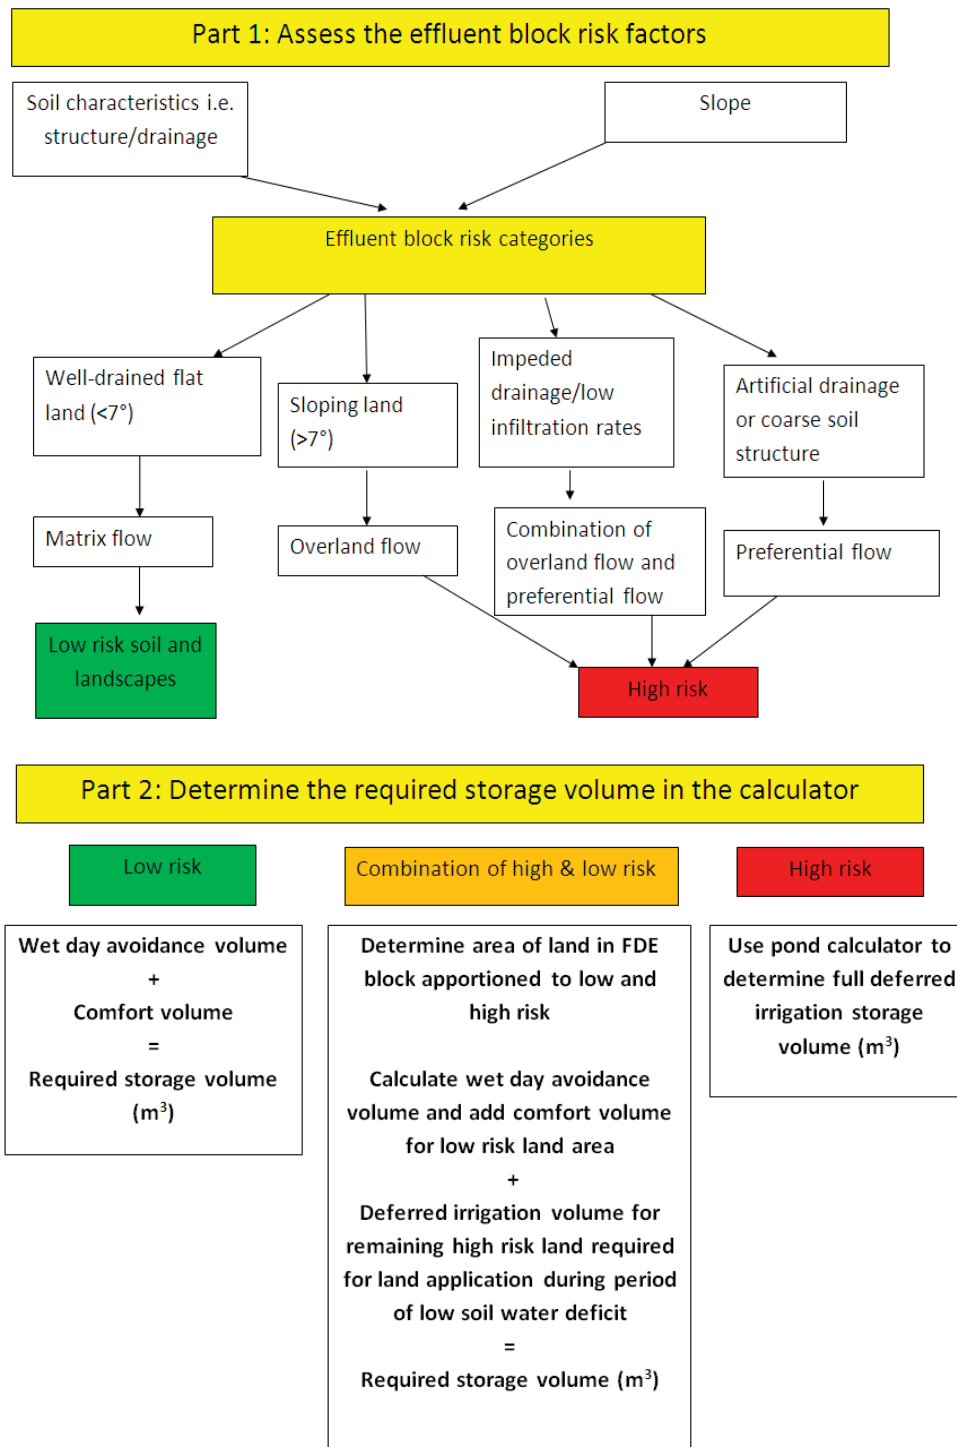 Part 1: Assess the effluent block risk factors
Soil characteristics i.e.
structure/drainage
Slope
Effluent block risk categories
Well-drained flat
land (<7°)
Sloping land
(>7°)
Impeded
drainage/low
infiltration rates
Artificial drainage
or coarse soil
structure
Matrix flow
Overland flow
Combination of
overland flow and
preferential flow
Preferential flow
Low risk soil and
landscapes
High risk
Part 2: Determine the required storage volume in the calculator
Low risk
Combination of high & low risk
High risk
Wet day avoidance volume
+
Comfort volume
=
Required storage volume
(m³)
Determine area of land in FDE
block apportioned to low and
high risk
Calculate wet day avoidance
volume and add comfort volume
for low risk land area
+
Deferred irrigation volume for
remaining high risk land required
for land application during period
of low soil water deficit
=
Required storage volume (m³)
Use pond calculator to
determine full deferred
irrigation storage
volume (m³)